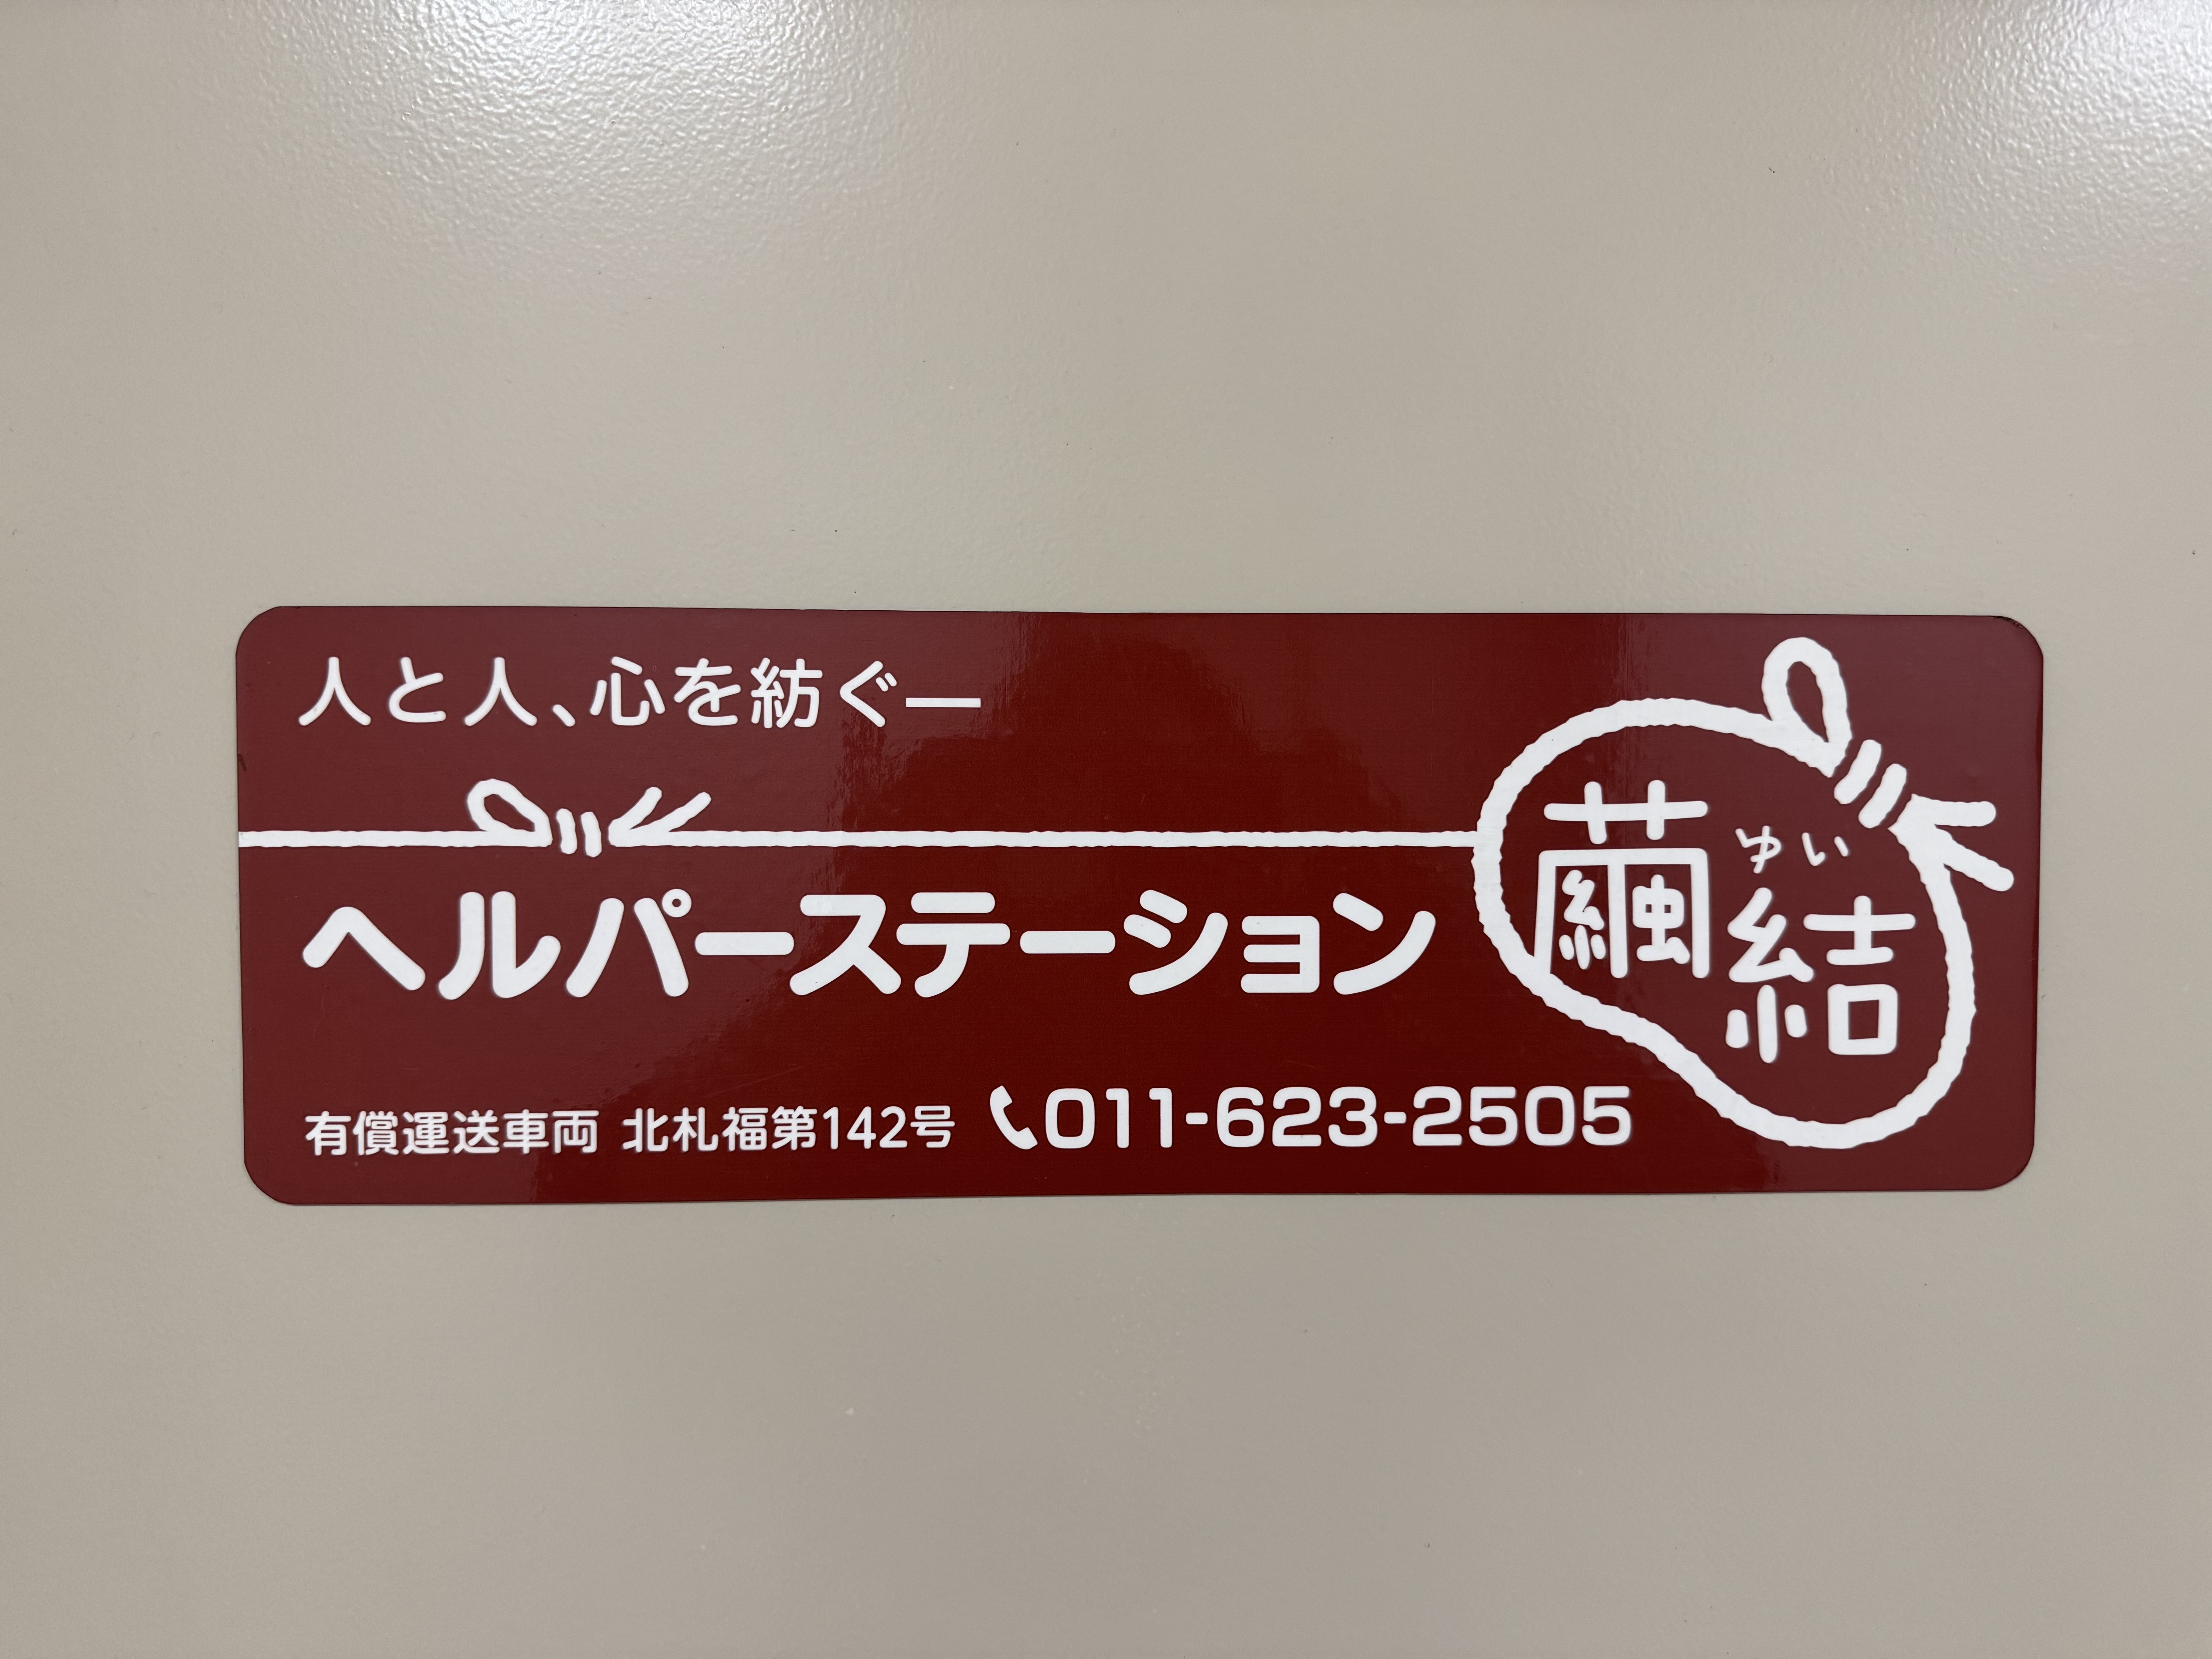 人と人、心を紡ぐ―
ヘルパーステーション
繭結
ゆい
有償運送車両 北札福第142号 011-623-2505